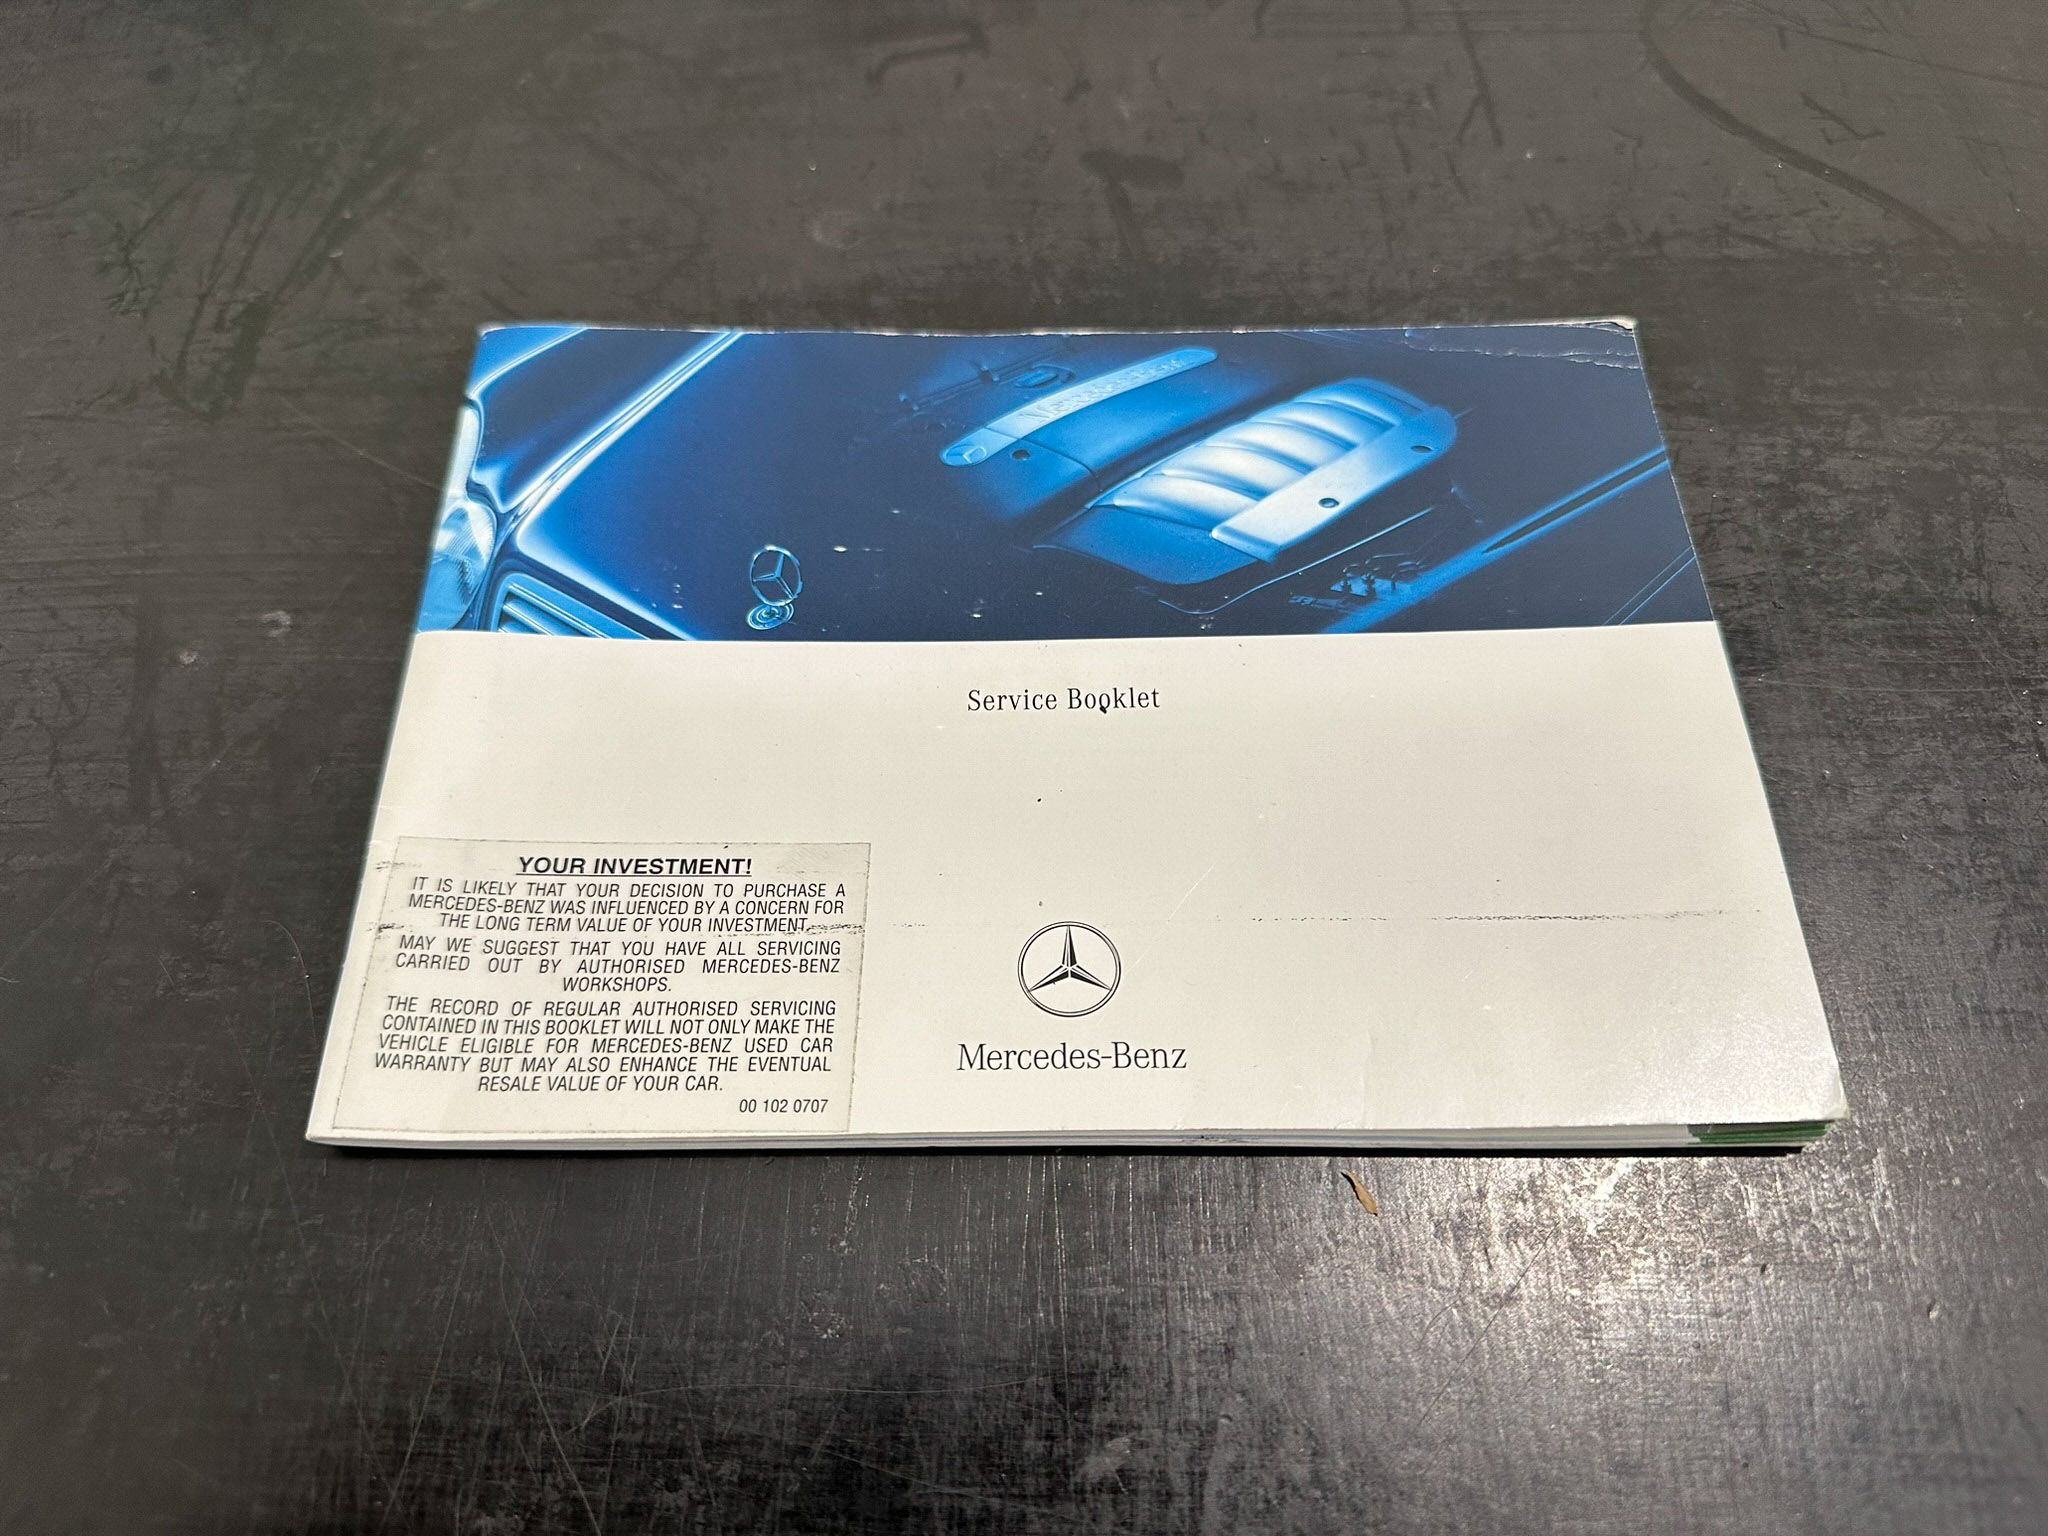 Mercedes-Benz
Service Booklet
YOUR INVESTMENT!
IT IS LIKELY THAT YOUR DECISION TO PURCHASE A
MERCEDES-BENZ WAS INFLUENCED BY A CONCERN FOR
THE LONG TERM VALUE OF YOUR INVESTMENT.
MAY WE SUGGEST THAT YOU HAVE ALL SERVICING
CARRIED OUT BY AUTHORISED MERCEDES-BENZ
WORKSHOPS.
THE RECORD OF REGULAR AUTHORISED SERVICING
CONTAINED IN THIS BOOKLET WILL NOT ONLY MAKE THE
VEHICLE ELIGIBLE FOR MERCEDES-BENZ USED CAR
WARRANTY BUT MAY ALSO ENHANCE THE EVENTUAL
RESALE VALUE OF YOUR CAR.
00 102 0707
Mercedes-Benz